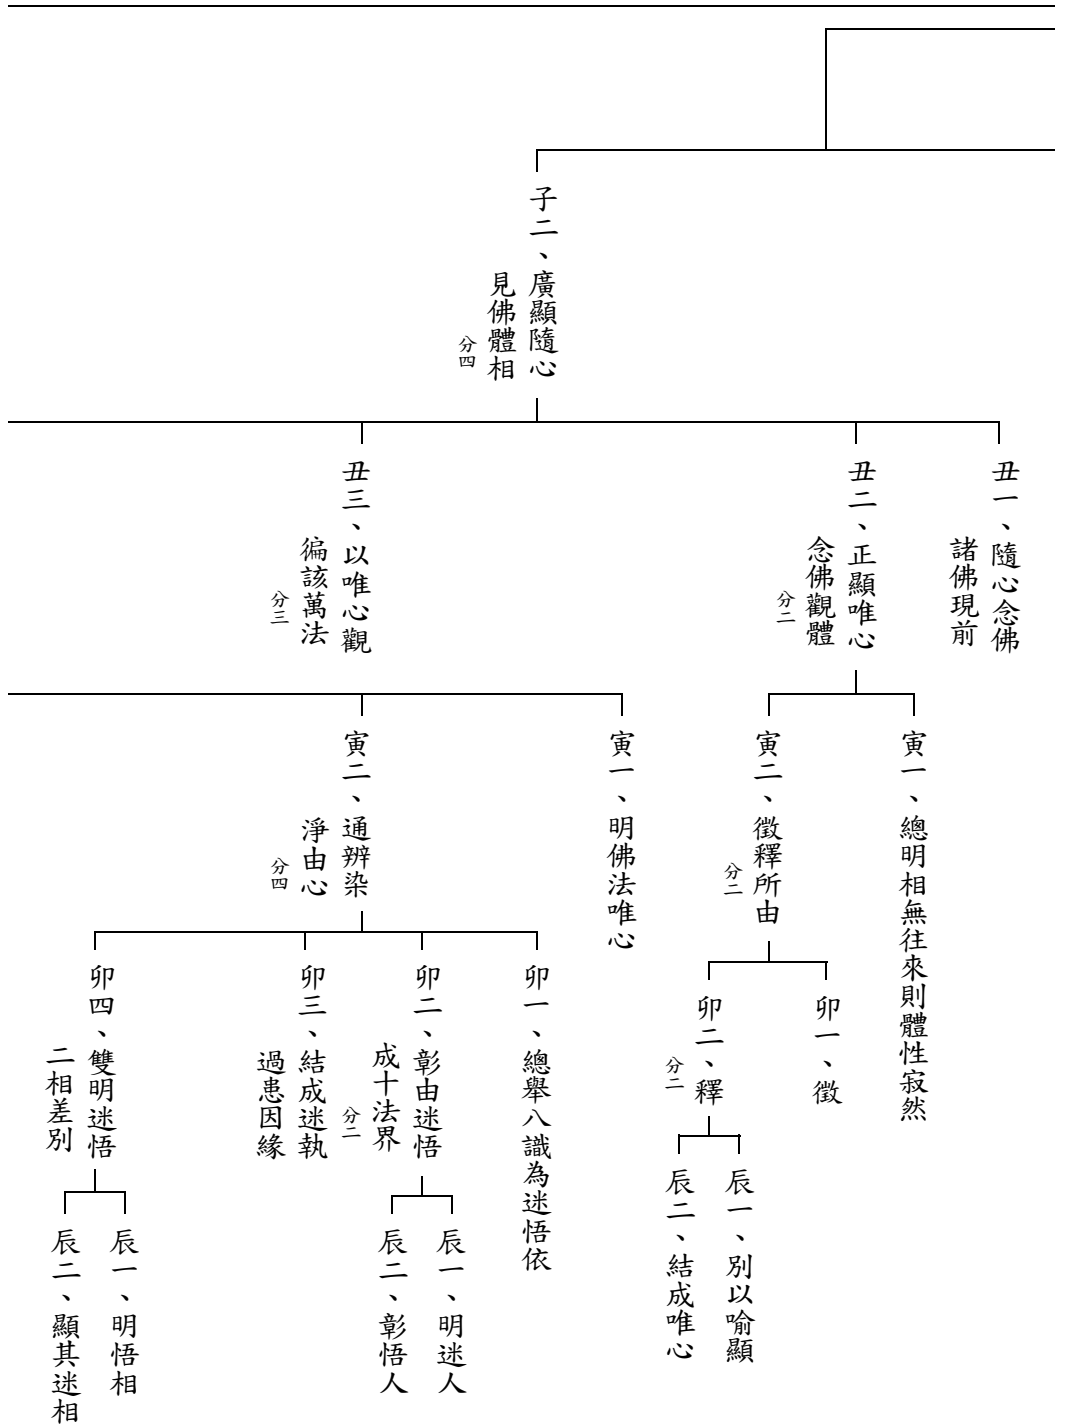 子二、廣顯隨心
見佛體相
分四
丑一、隨心念佛
諸佛現前
丑二、正顯唯心
念佛觀體
分二
寅一、總明相無往來則體性寂然
寅二、徵釋所由
分二
卯一、徵
卯二、釋
分二
辰一、別以喻顯
辰二、結成唯心
丑三、以唯心觀
徧該萬法
分三
寅一、明佛法唯心
寅二、通辨染
淨由心
分四
卯一、總舉八識為迷悟依
卯二、彰由迷悟
成十法界
分二
辰一、明迷人
辰二、彰悟人
卯三、結成迷執
過患因緣
卯四、雙明迷悟
二相差別
辰一、明悟相
辰二、顯其迷相